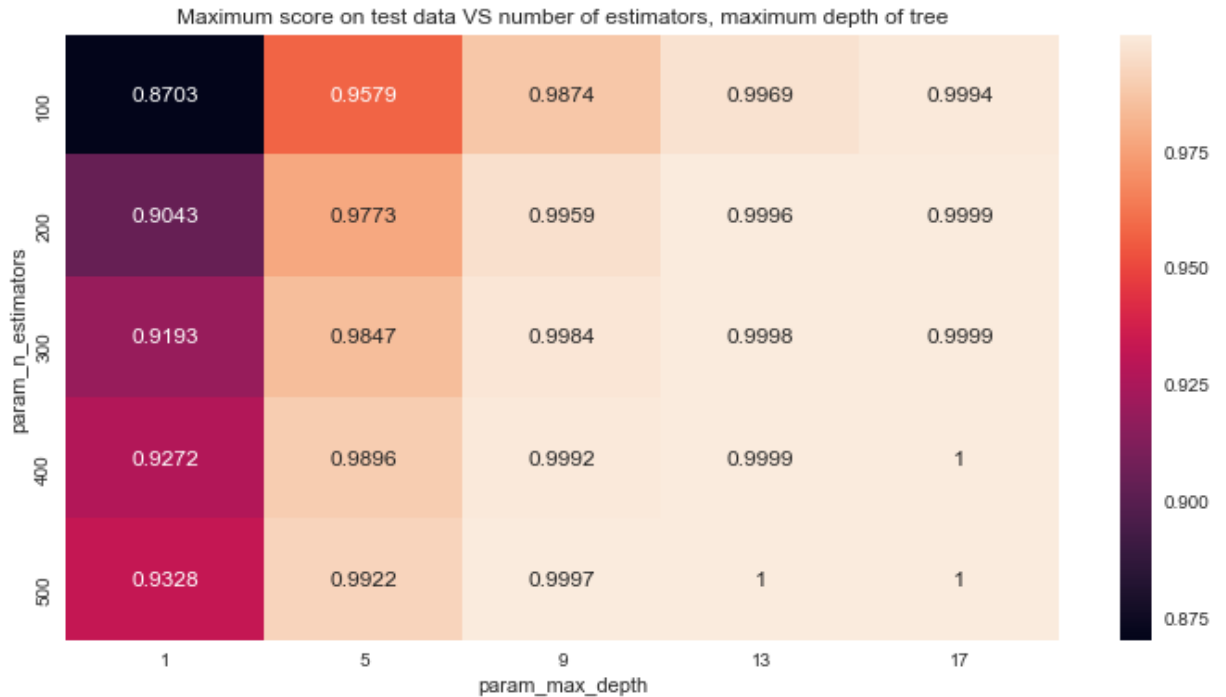 Maximum score on test data VS number of estimators, maximum depth of tree
param_n_estimators
100 0.8703 0.9579 0.9874 0.9969 0.9994
200 0.9043 0.9773 0.9959 0.9996 0.9999
300 0.9193 0.9847 0.9984 0.9998 0.9999
400 0.9272 0.9896 0.9992 0.9999 1
500 0.9328 0.9922 0.9997 1 1
1 5 9 13 17
param_max_depth
0.975
0.950
0.925
0.900
0.875